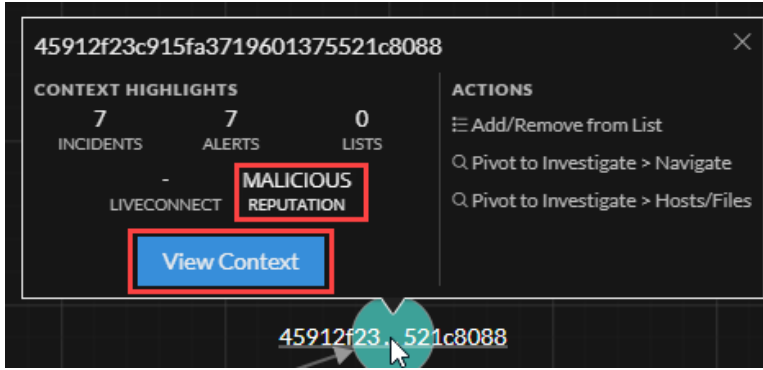 45912f23c915fa3719601375521c8088
CONTEXT HIGHLIGHTS
7 7 0
INCIDENTS ALERTS LISTS
- MALICIOUS
LIVECONNECT REPUTATION
View Context
ACTIONS
Add/Remove from List
Pivot to Investigate > Navigate
Pivot to Investigate > Hosts/Files
45912f23...521c8088